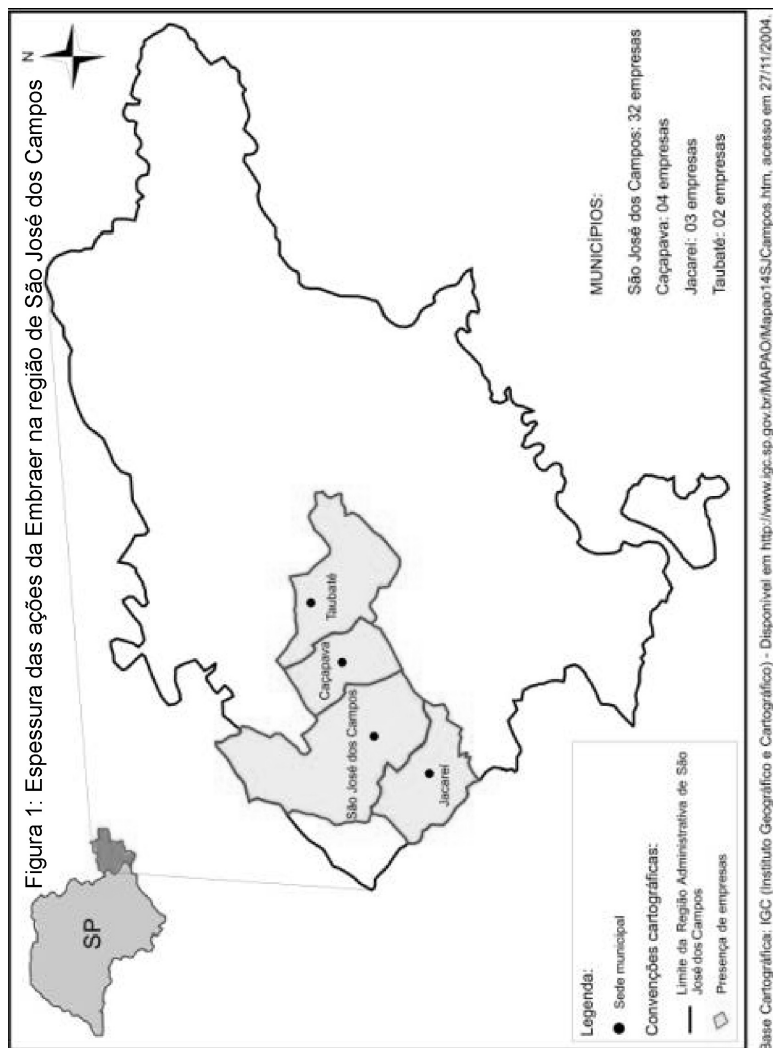 Figura 1: Espessura das ações da Embraer na região de São José dos Campos
N
SP
Taubaté
Caçapava
São José dos Campos
Jacareí
MUNICÍPIOS:
São José dos Campos: 32 empresas
Caçapava: 04 empresas
Jacareí: 03 empresas
Taubaté: 02 empresas
Legenda:
Sede municipal
Convenções cartográficas:
Limite da Região Administrativa de São
José dos Campos
Presença de empresas
Base Cartográfica: IGC (Instituto Geográfico e Cartográfico) - Disponível em http://www.igc.sp.gov.br/MAPAO/Mapao14SJCampos.htm, acesso em 27/11/2004.